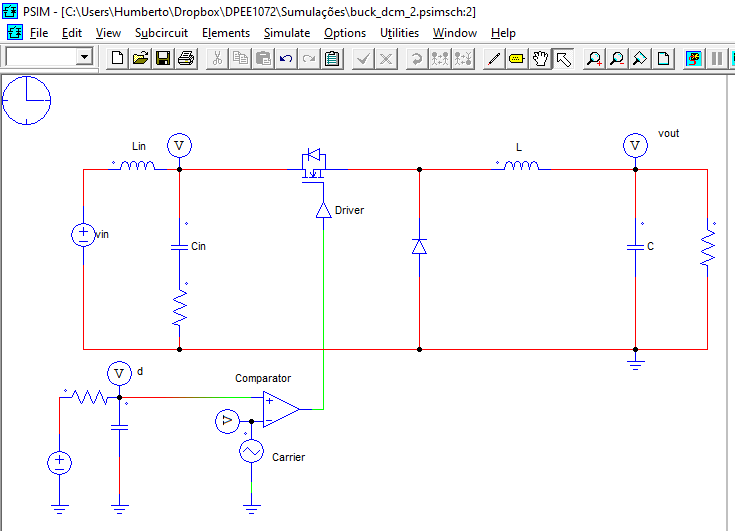 PSIM - [C:\Users\Humberto\Dropbox\DPEE1072\Sumulações\buck_dcm_2.psimsch:2]
File Edit View Subcircuit Elements Simulate Options Utilities Window Help
vout
Lin V L V
Driver
vin Cin C
V d
Comparator
V
Carrier